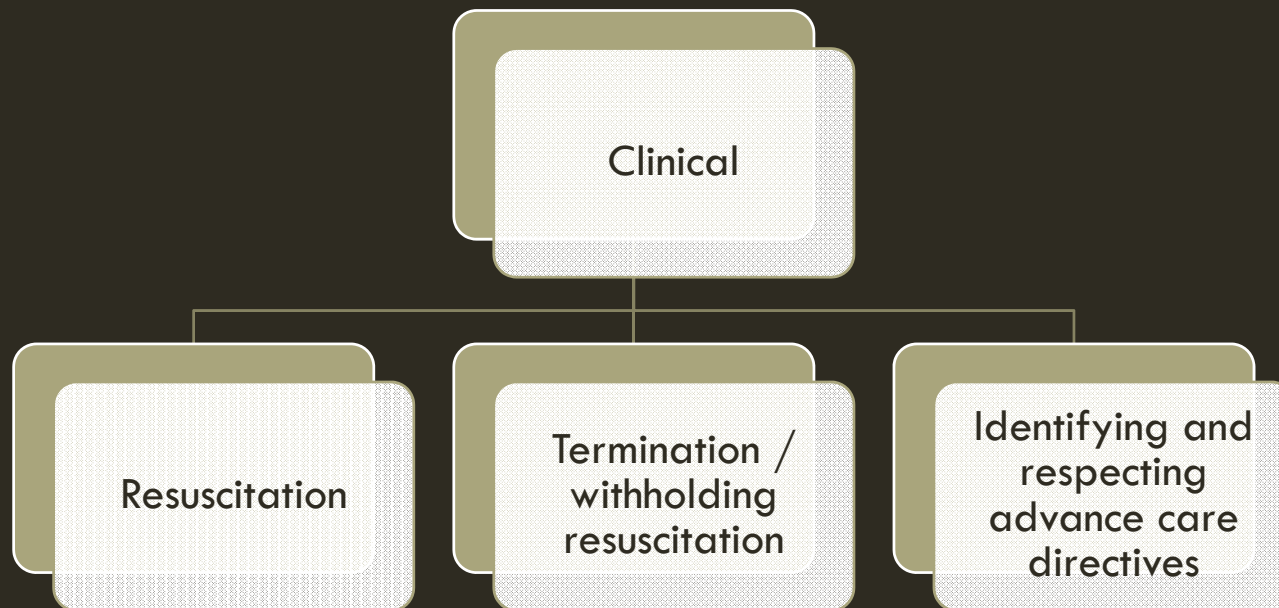 Clinical
Resuscitation
Termination /
withholding
resuscitation
Identifying and
respecting
advance care
directives